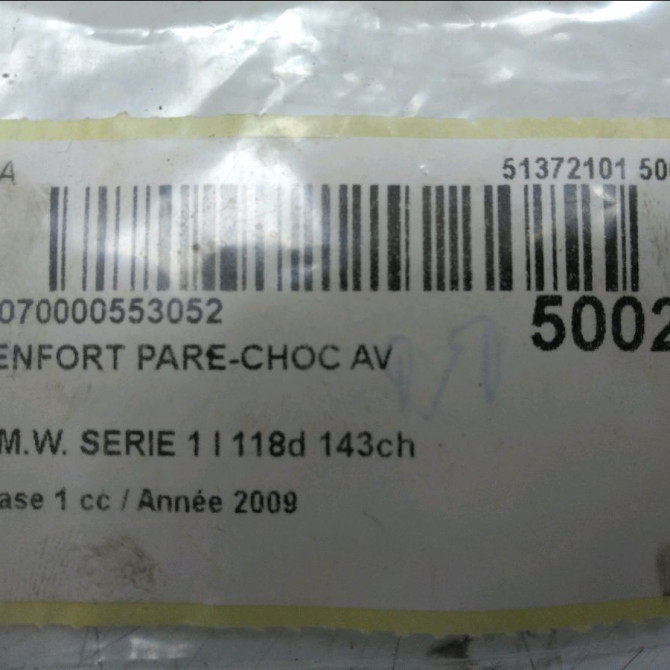 A 51372101 50
070000553052
5002
ENFORT PARE-CHOC AV
M.W. SERIE 1 I 118d 143ch
ase 1 cc / Année 2009